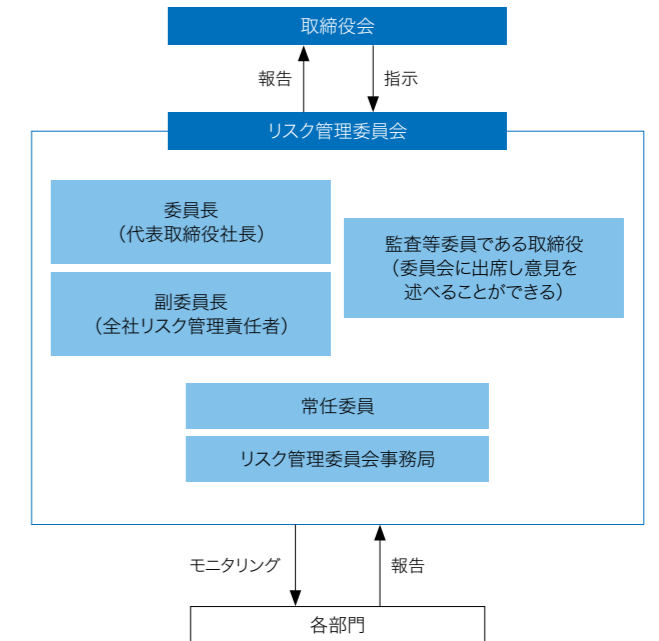 取締役会
報告
指示
リスク管理委員会
委員長
（代表取締役社長）
監査等委員である取締役
（委員会に出席し意見を
述べることができる）
副委員長
（全社リスク管理責任者）
常任委員
リスク管理委員会事務局
モニタリング
報告
各部門